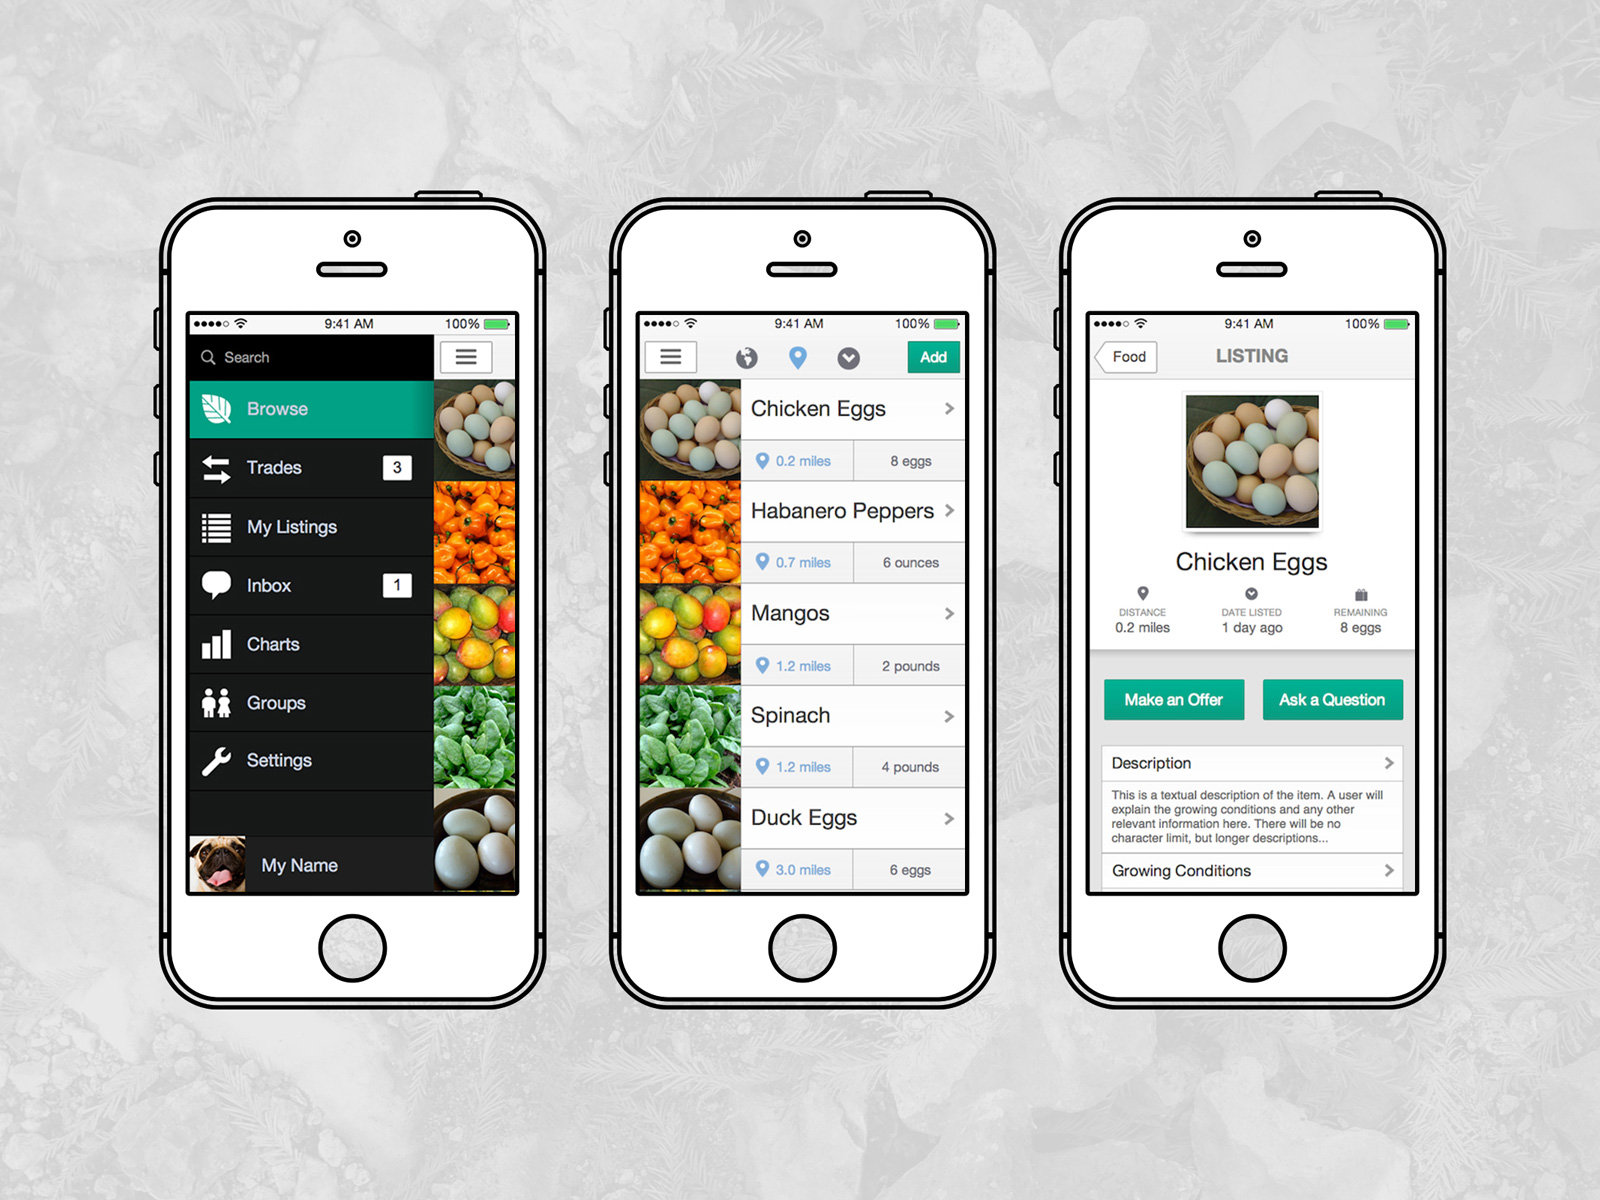 9:41 AM
100%
Search
Browse
Trades
3
My Listings
Inbox
1
Charts
Groups
Settings
My Name
9:41 AM
100%
Add
Chicken Eggs
0.2 miles
8 eggs
Habanero Peppers
0.7 miles
6 ounces
Mangos
1.2 miles
2 pounds
Spinach
1.2 miles
4 pounds
Duck Eggs
3.0 miles
6 eggs
9:41 AM
100%
Food
LISTING
Chicken Eggs
DISTANCE
0.2 miles
DATE LISTED
1 day ago
REMAINING
8 eggs
Make an Offer
Ask a Question
Description
This is a textual description of the item. A user will
explain the growing conditions and any other
relevant information here. There will be no
character limit, but longer descriptions...
Growing Conditions